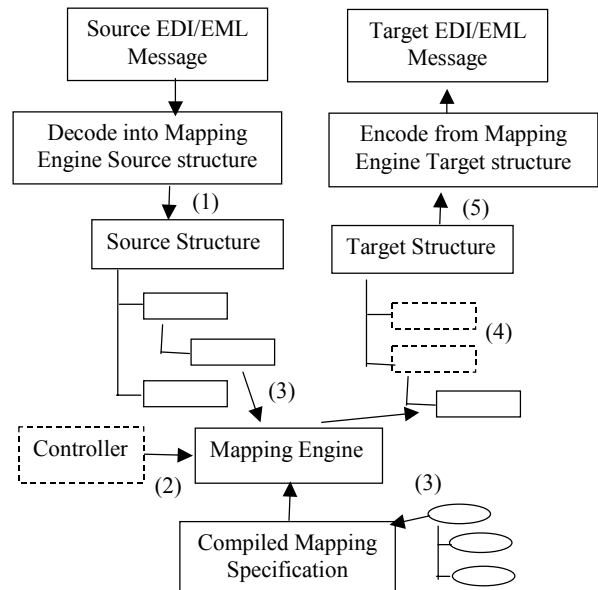 Source EDI/EML
Message
Target EDI/EML
Message
Decode into Mapping
Engine Source structure
Encode from Mapping
Engine Target structure
(1)
(5)
Source Structure
Target Structure
(4)
(3)
Controller
Mapping Engine
(2)
(3)
Compiled Mapping
Specification